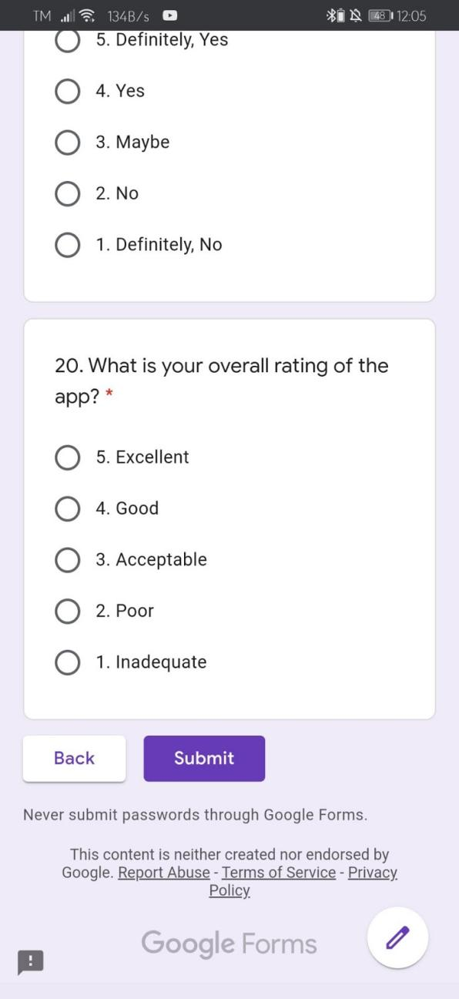 TM 134B/s 48 12:05
5. Definitely, Yes
4. Yes
3. Maybe
2. No
1. Definitely, No
20. What is your overall rating of the
app? *
5. Excellent
4. Good
3. Acceptable
2. Poor
1. Inadequate
Back Submit
Never submit passwords through Google Forms.
This content is neither created nor endorsed by
Google. Report Abuse - Terms of Service - Privacy
Policy
Google Forms